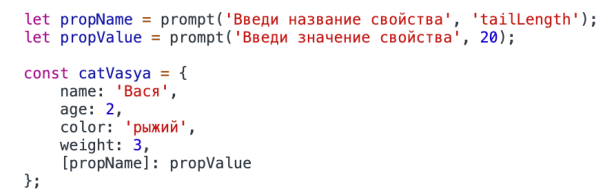 let propName = prompt('Введи название свойства', 'tailLength');
let propValue = prompt('Введи значение свойства', 20);
const catVasya = {
name: 'Вася',
age: 2,
color: 'рыжий',
weight: 3,
[propName]: propValue
};